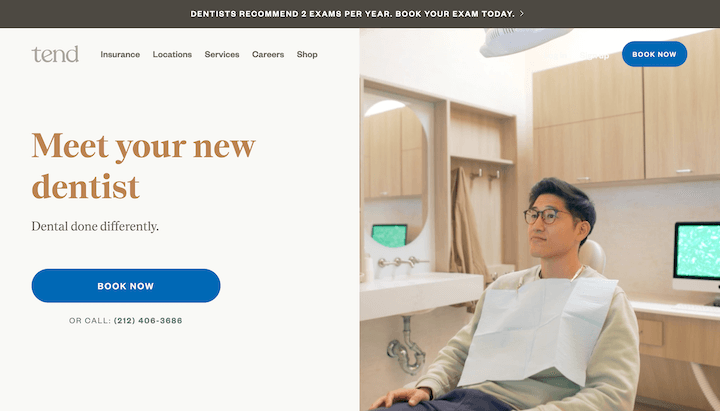 DENTISTS RECOMMEND 2 EXAMS PER YEAR. BOOK YOUR EXAM TODAY.
tend
Insurance Locations Services Careers Shop
BOOK NOW
Meet your new
dentist
Dental done differently.
BOOK NOW
OR CALL: (212) 406-3686